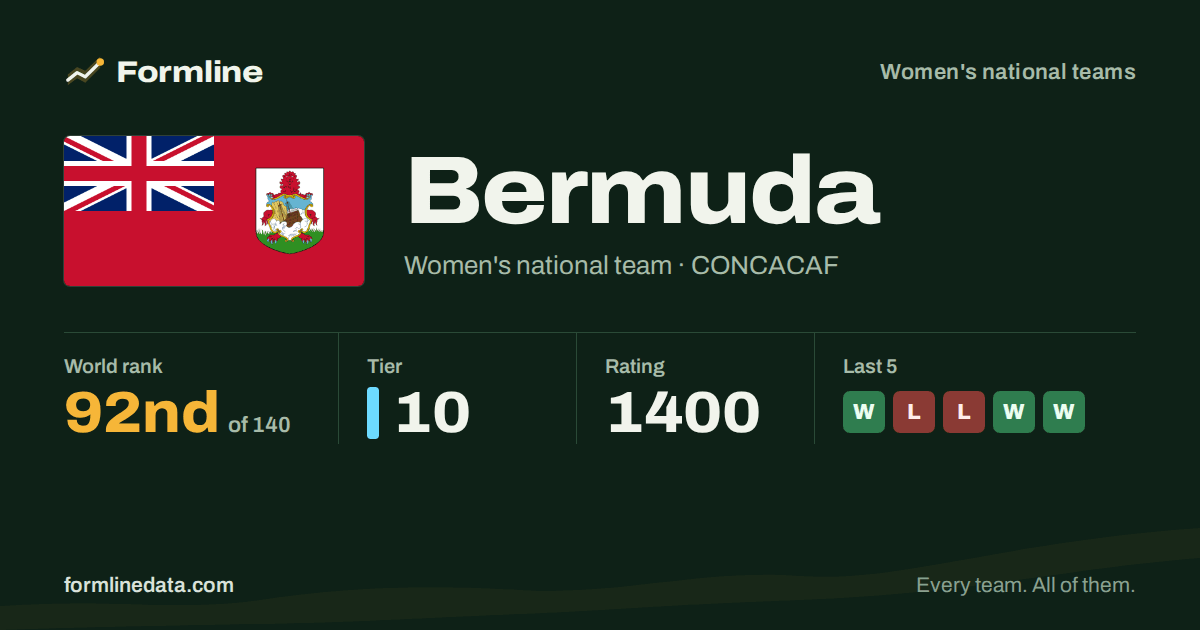 Formline
Women's national teams
Bermuda
Women's national team · CONCACAF
World rank
92nd of 140
Tier
10
Rating
1400
Last 5
W L L W W
formlinedata.com
Every team. All of them.